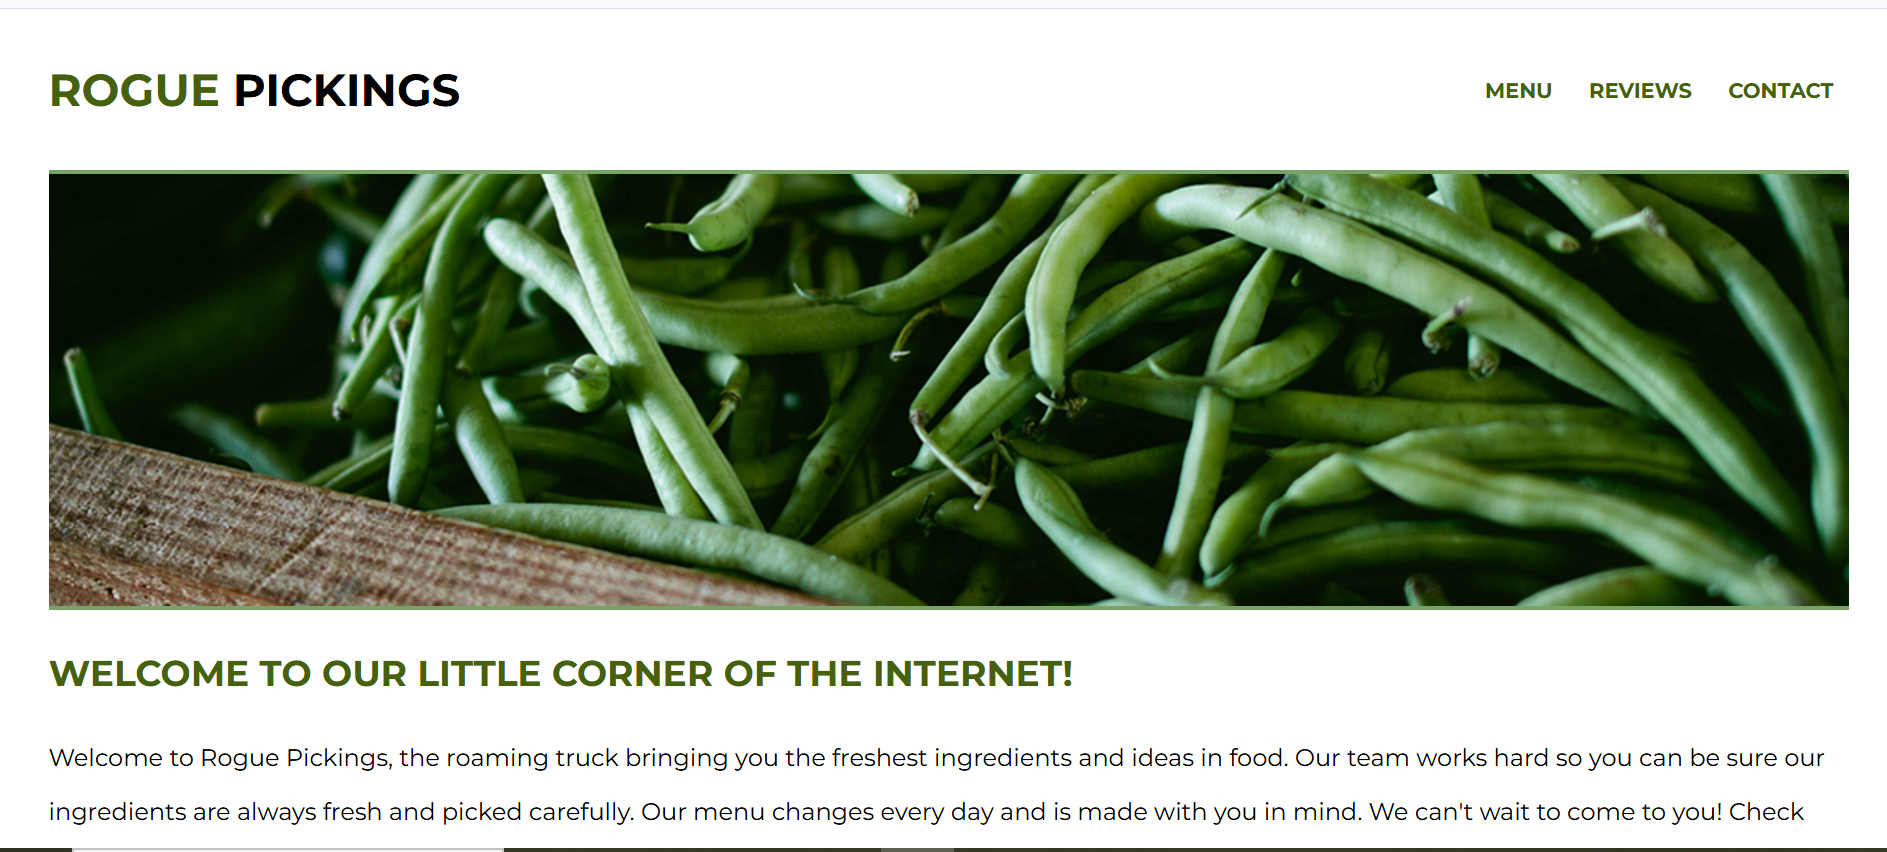 ROGUE PICKINGS
MENU REVIEWS CONTACT
WELCOME TO OUR LITTLE CORNER OF THE INTERNET!
Welcome to Rogue Pickings, the roaming truck bringing you the freshest ingredients and ideas in food. Our team works hard so you can be sure our
ingredients are always fresh and picked carefully. Our menu changes every day and is made with you in mind. We can't wait to come to you! Check